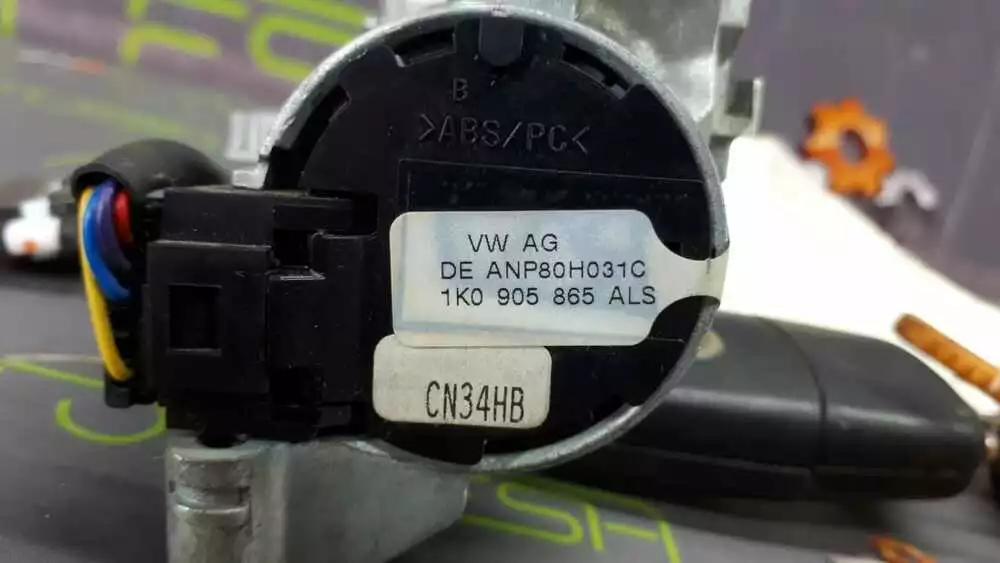 B
>ABS/PC<
VW AG
DE ANP80H031C
1K0 905 865 ALS
CN34HB